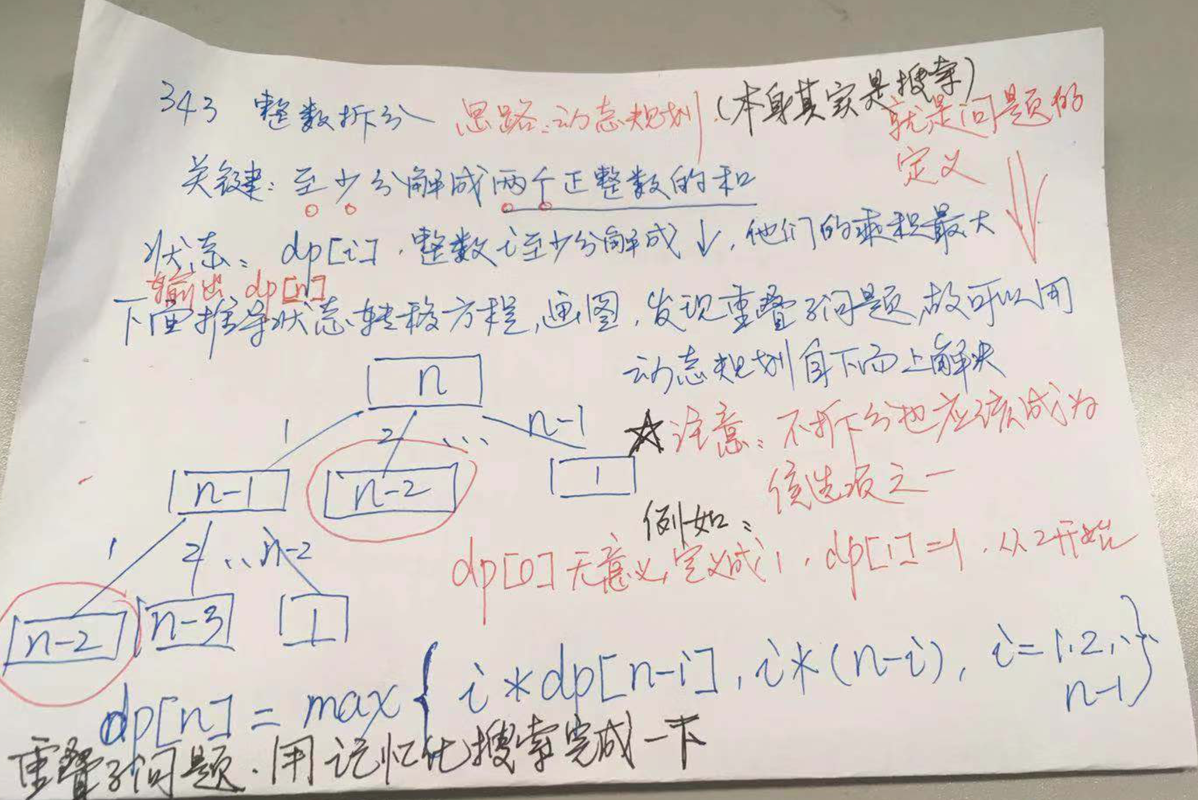 343 整数拆分 思路：动态规划.（本身其实是搜索）
就是问题的
定义
关键：至少分解成两个正整数的和
状态：dp[i]．整数i至少分解成↓，他们的乘积最大
输出 dp[n]
下面推导状态转移方程，画图，发现重叠子问题，故可以用
动态规划自下而上解决
n
1 2 ... n-1
☆注意：不拆分也应该成为
候选项之一
n-1 n-2 1
例如：
1 2 ... n-2
dp[0]无意义，定义成1，dp[1]=1．从2开始
n-2 n-3 1
dp[n] = max { i*dp[n-i], i*(n-i), i=1,2,
n-1}
重叠子问题．用记忆化搜索完成一下